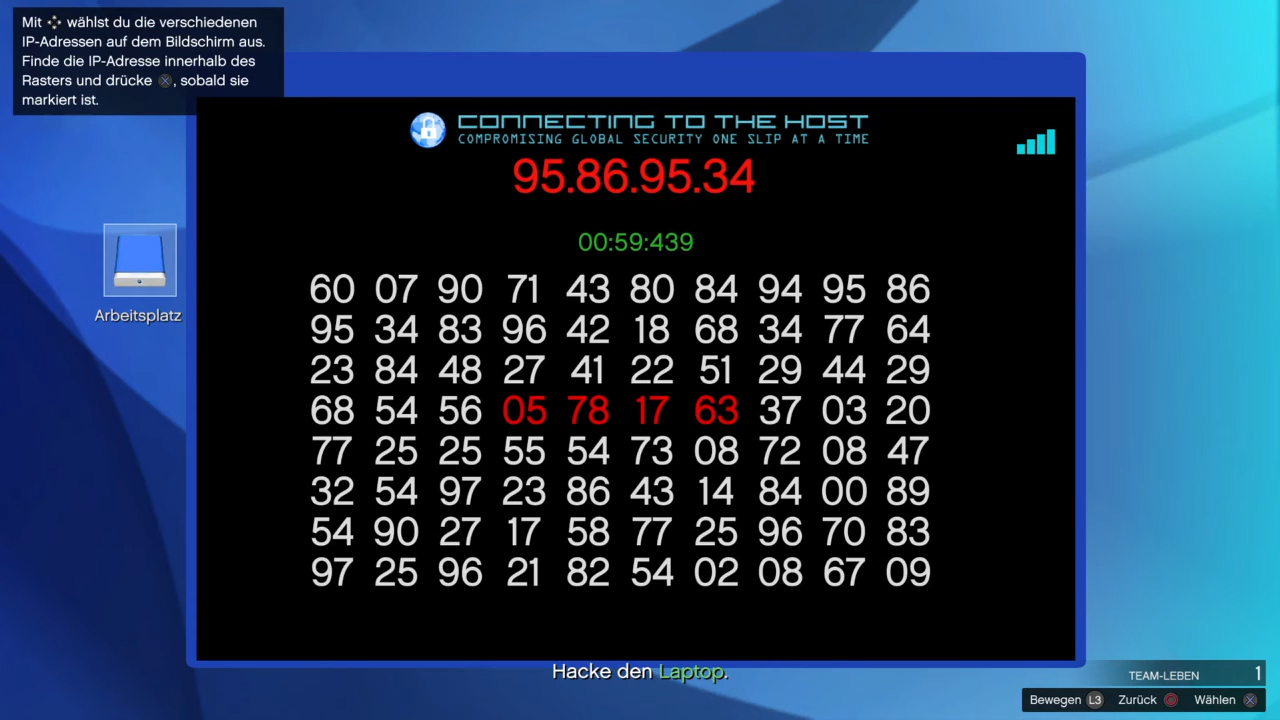 Mit wählst du die verschiedenen
IP-Adressen auf dem Bildschirm aus.
Finde die IP-Adresse innerhalb des
Rasters und drücke , sobald sie
markiert ist.
CONNECTING TO THE HOST
COMPROMISING GLOBAL SECURITY ONE SLIP AT A TIME
95.86.95.34
00:59:439
60 07 90 71 43 80 84 94 95 86
95 34 83 96 42 18 68 34 77 64
23 84 48 27 41 22 51 29 44 29
68 54 56 05 78 17 63 37 03 20
77 25 25 55 54 73 08 72 08 47
32 54 97 23 86 43 14 84 00 89
54 90 27 17 58 77 25 96 70 83
97 25 96 21 82 54 02 08 67 09
Arbeitsplatz
Hacke den Laptop.
TEAM-LEBEN 1
Bewegen L3 Zurück Wählen